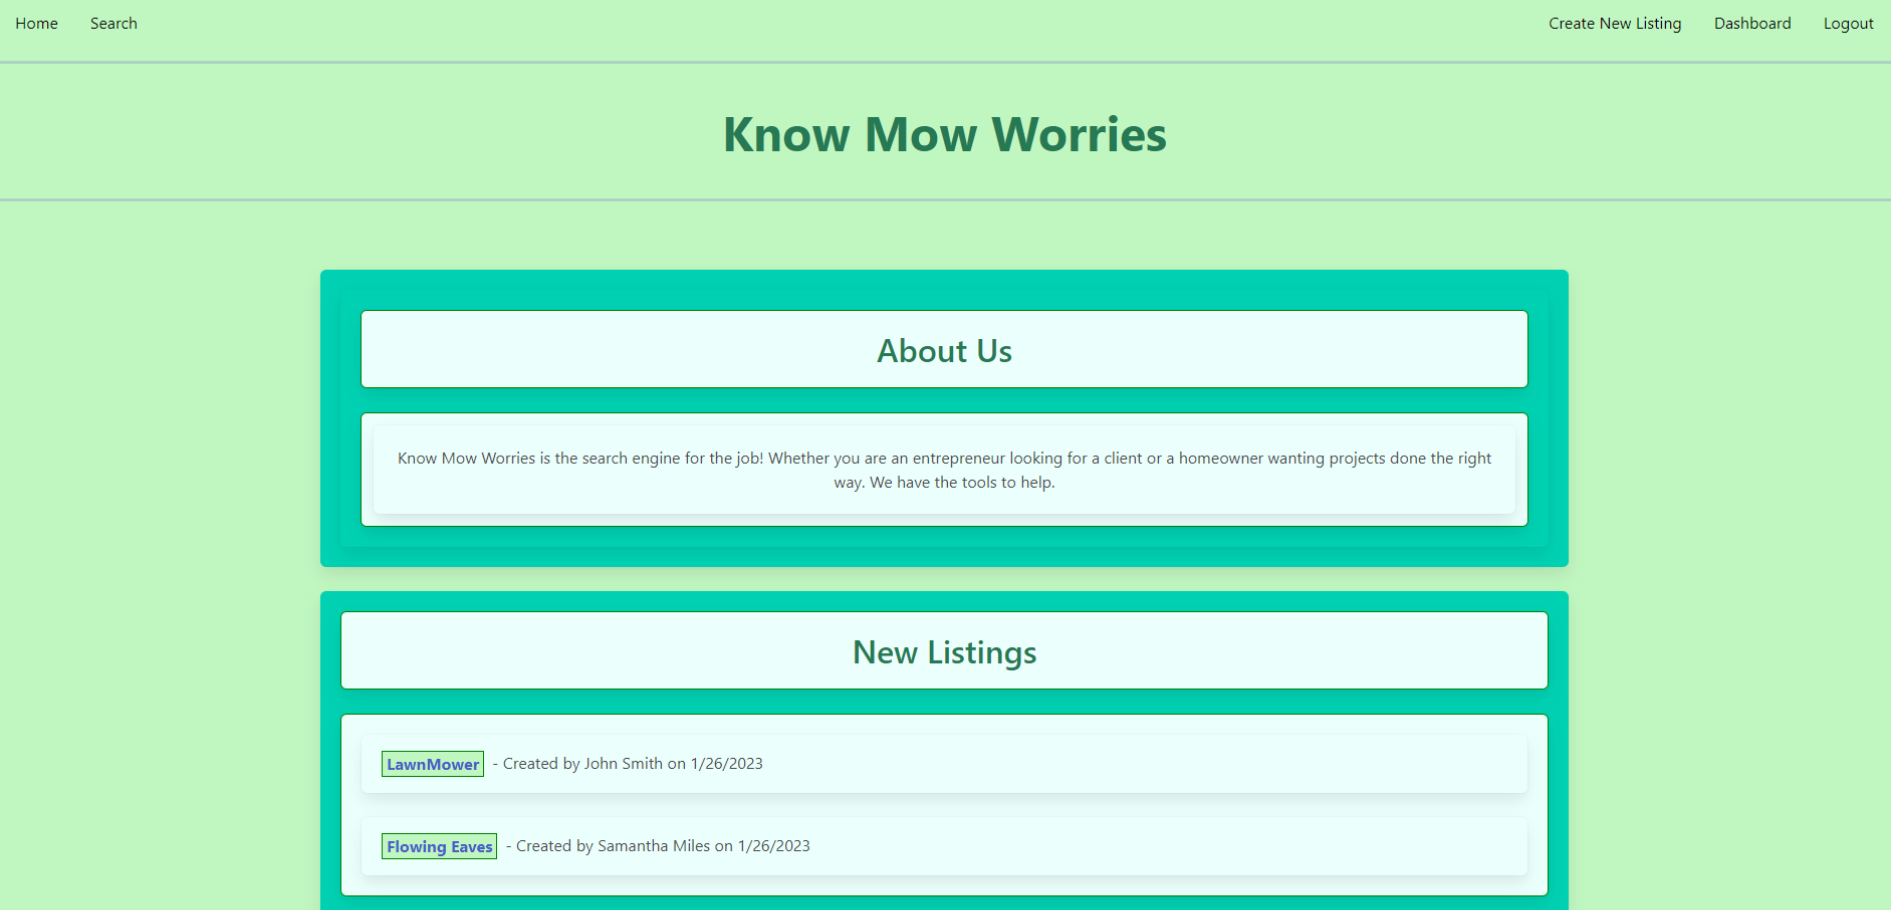 Home Search Create New Listing Dashboard Logout
Know Mow Worries
About Us
Know Mow Worries is the search engine for the job! Whether you are an entrepreneur looking for a client or a homeowner wanting projects done the right
way. We have the tools to help.
New Listings
LawnMower - Created by John Smith on 1/26/2023
Flowing Eaves - Created by Samantha Miles on 1/26/2023